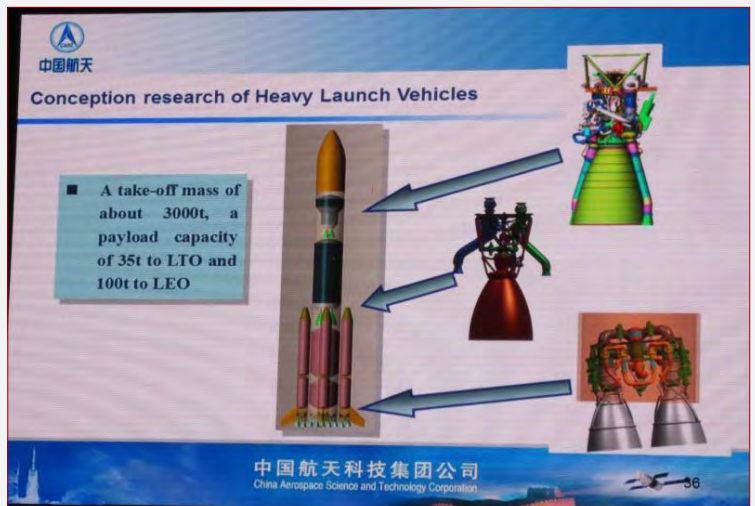 CASC
中国航天
Conception research of Heavy Launch Vehicles
■ A take-off mass of
about 3000t, a
payload capacity
of 35t to LTO and
100t to LEO
中国航天科技集团公司
China Aerospace Science and Technology Corporation
36